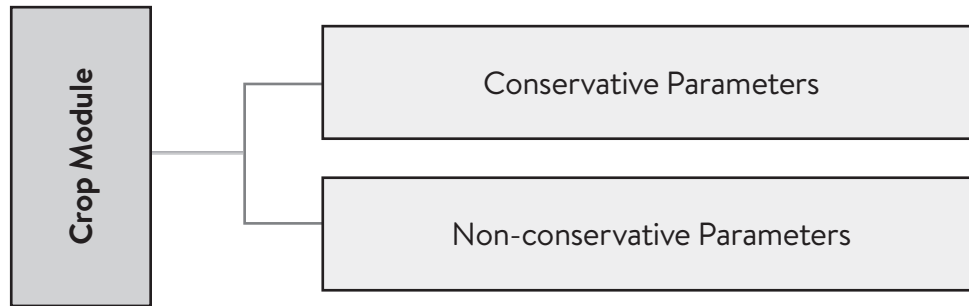 Crop Module
Conservative Parameters
Non-conservative Parameters